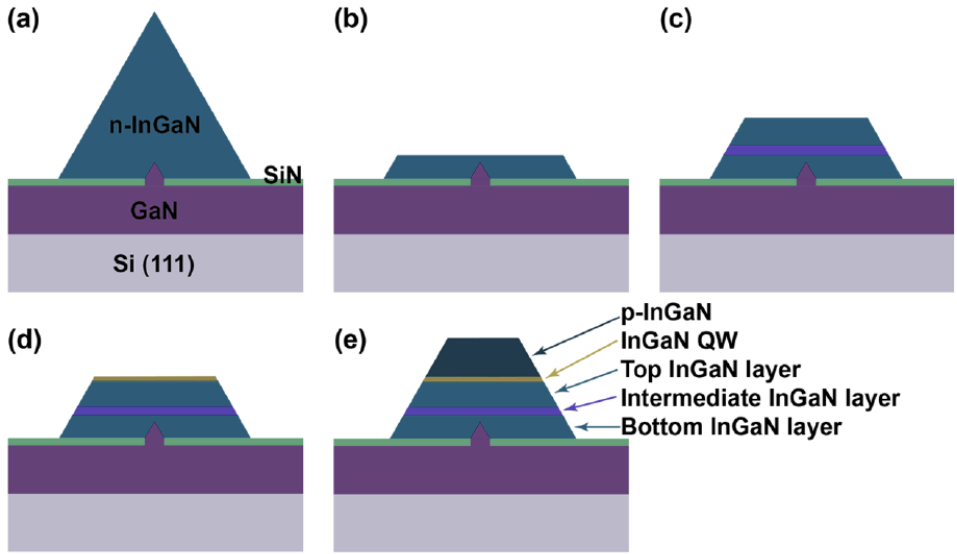 (a)
(b)
(c)
n-InGaN
SiN
GaN
Si (111)
(d)
(e)
p-InGaN
InGaN QW
Top InGaN layer
Intermediate InGaN layer
Bottom InGaN layer